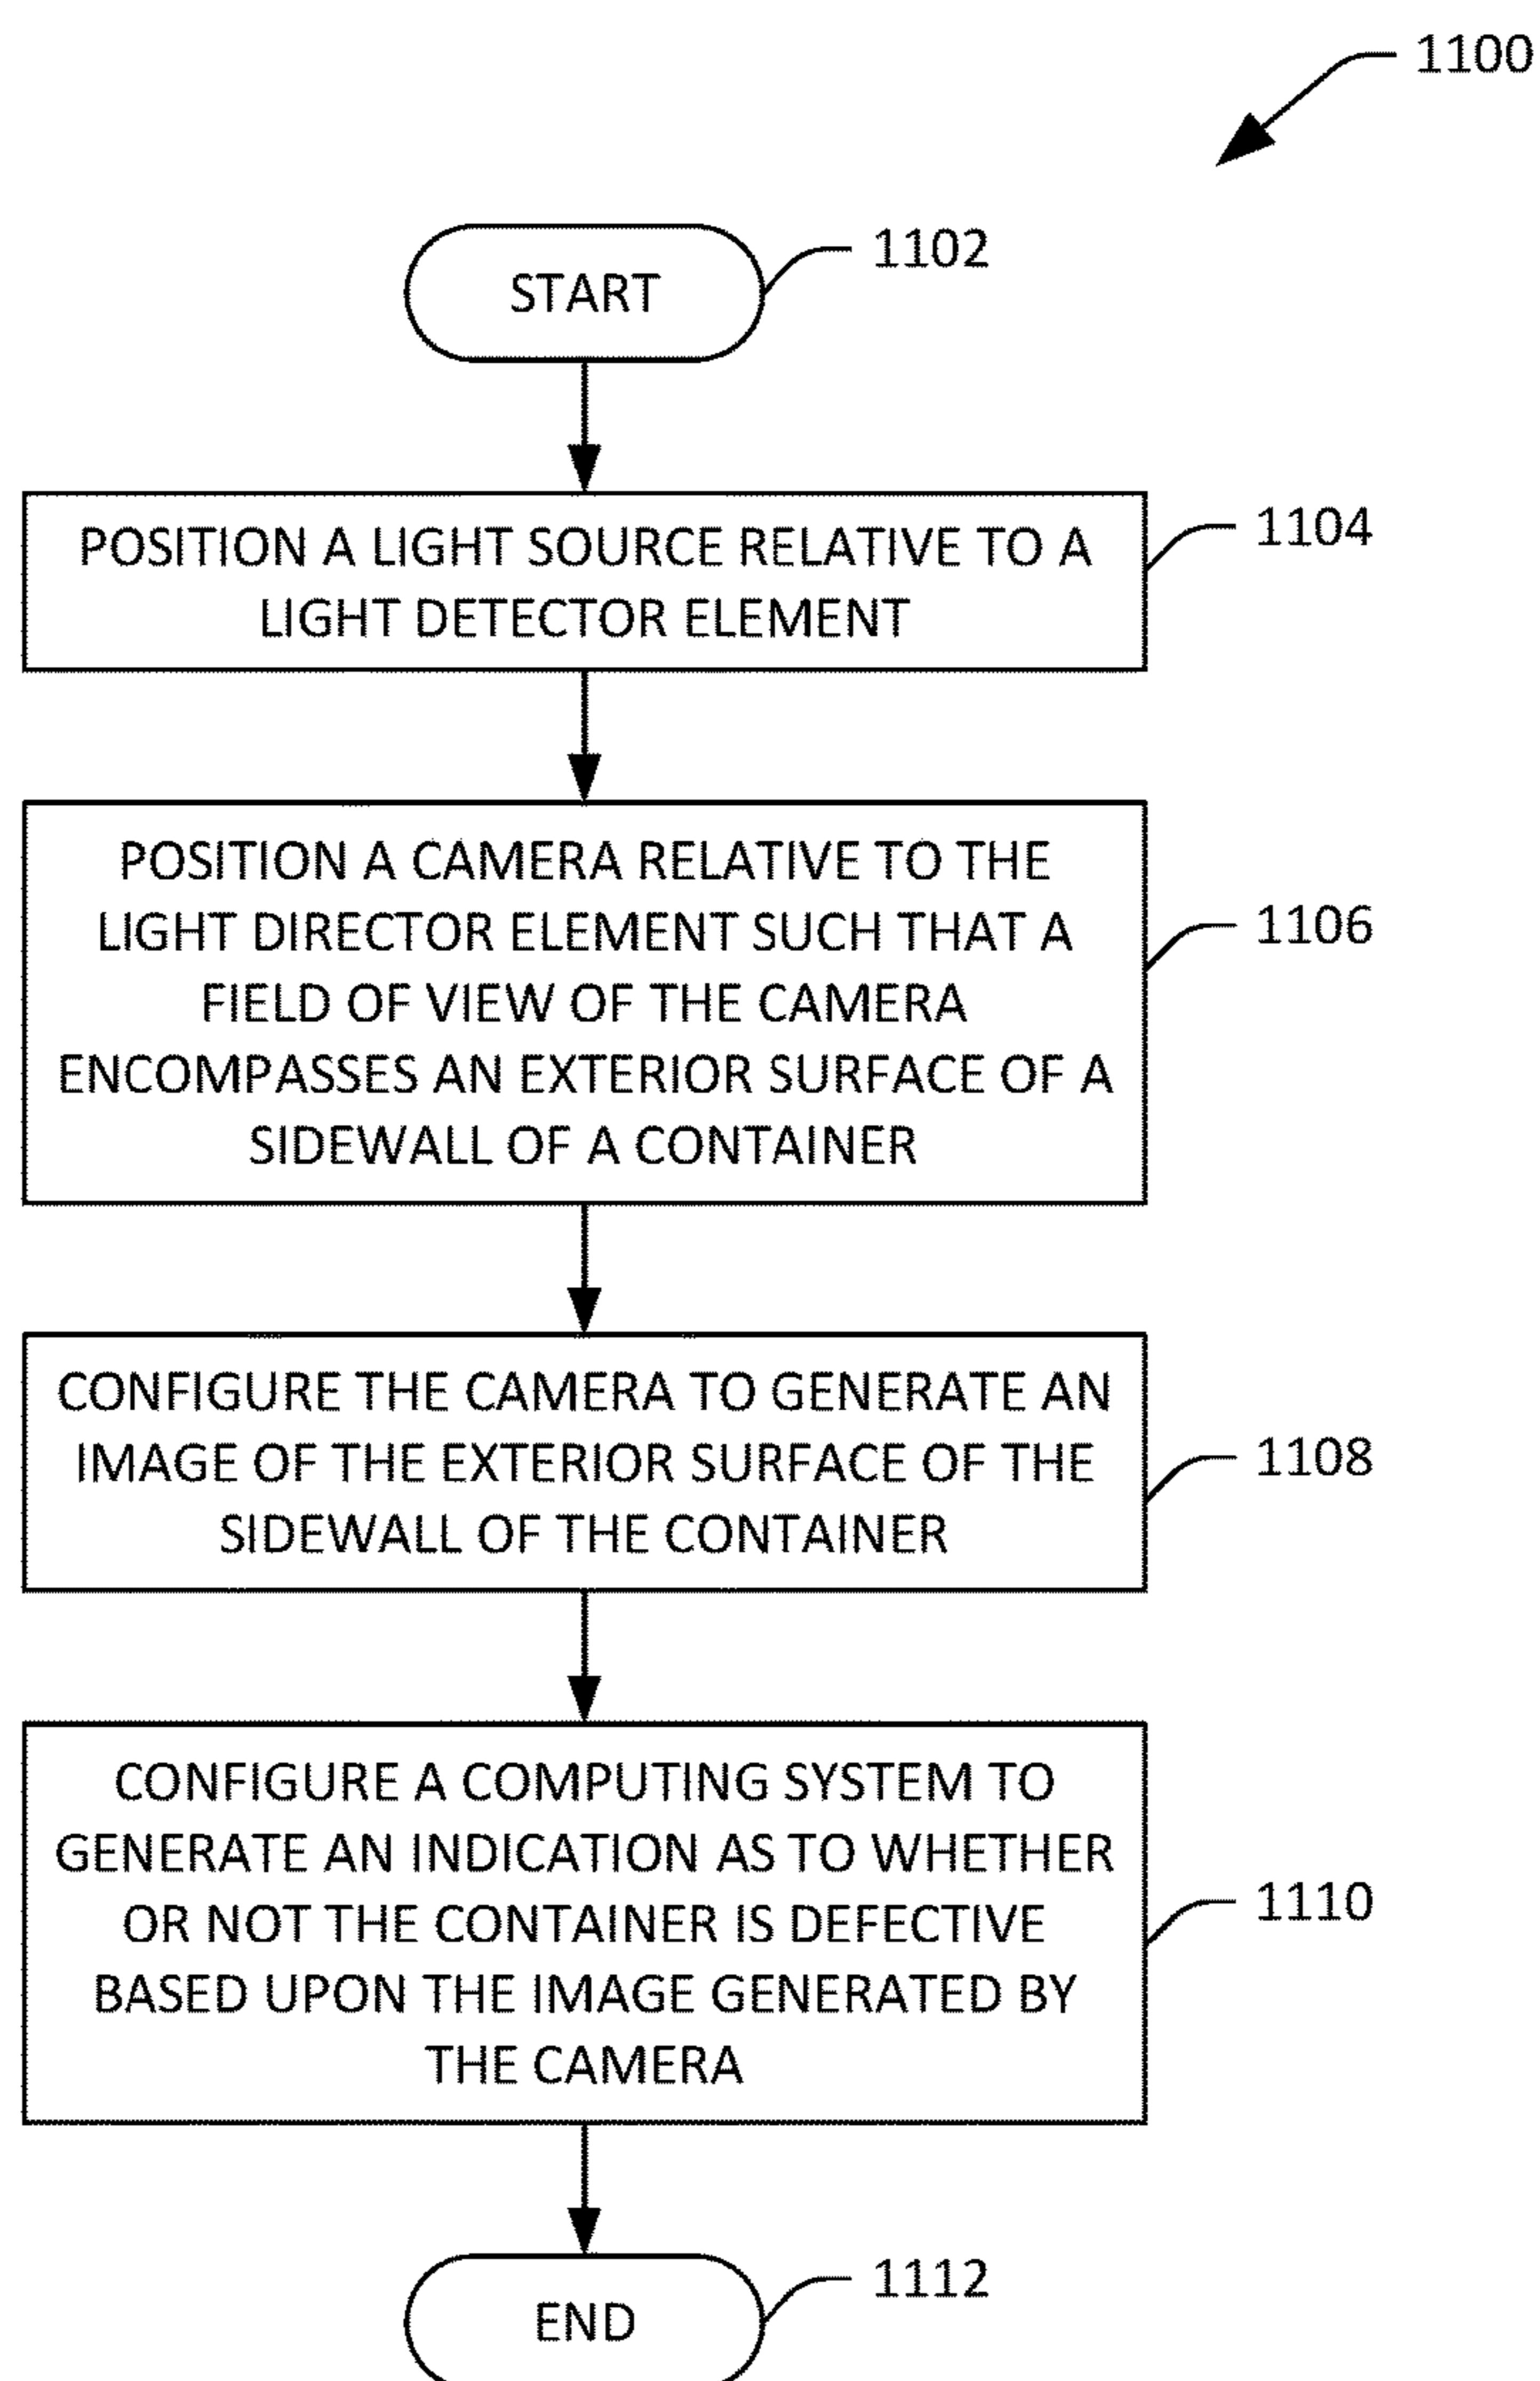 1100
START
1102
POSITION A LIGHT SOURCE RELATIVE TO A
LIGHT DETECTOR ELEMENT
1104
POSITION A CAMERA RELATIVE TO THE
LIGHT DIRECTOR ELEMENT SUCH THAT A
FIELD OF VIEW OF THE CAMERA
ENCOMPASSES AN EXTERIOR SURFACE OF A
SIDEWALL OF A CONTAINER
1106
CONFIGURE THE CAMERA TO GENERATE AN
IMAGE OF THE EXTERIOR SURFACE OF THE
SIDEWALL OF THE CONTAINER
1108
CONFIGURE A COMPUTING SYSTEM TO
GENERATE AN INDICATION AS TO WHETHER
OR NOT THE CONTAINER IS DEFECTIVE
BASED UPON THE IMAGE GENERATED BY
THE CAMERA
1110
END
1112